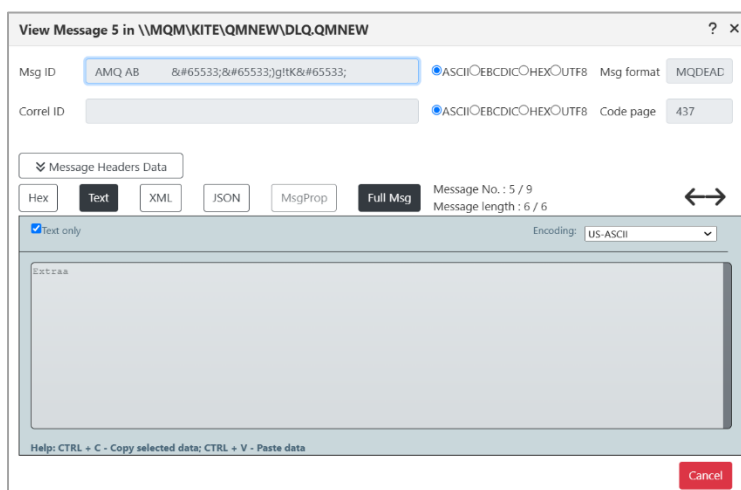 View Message 5 in \\MQM\KITE\QMNEW\DLQ.QMNEW ? ×
Msg ID AMQ AB &#65533;&#65533;)g!tK&#65533; ASCII EBCDIC HEX UTF8 Msg format MQDEAD
Correl ID ASCII EBCDIC HEX UTF8 Code page 437
Message Headers Data
Hex Text XML JSON MsgProp Full Msg Message No. : 5 / 9
Message length : 6 / 6
Text only Encoding: US-ASCII
Extraa
Help: CTRL + C - Copy selected data; CTRL + V - Paste data
Cancel